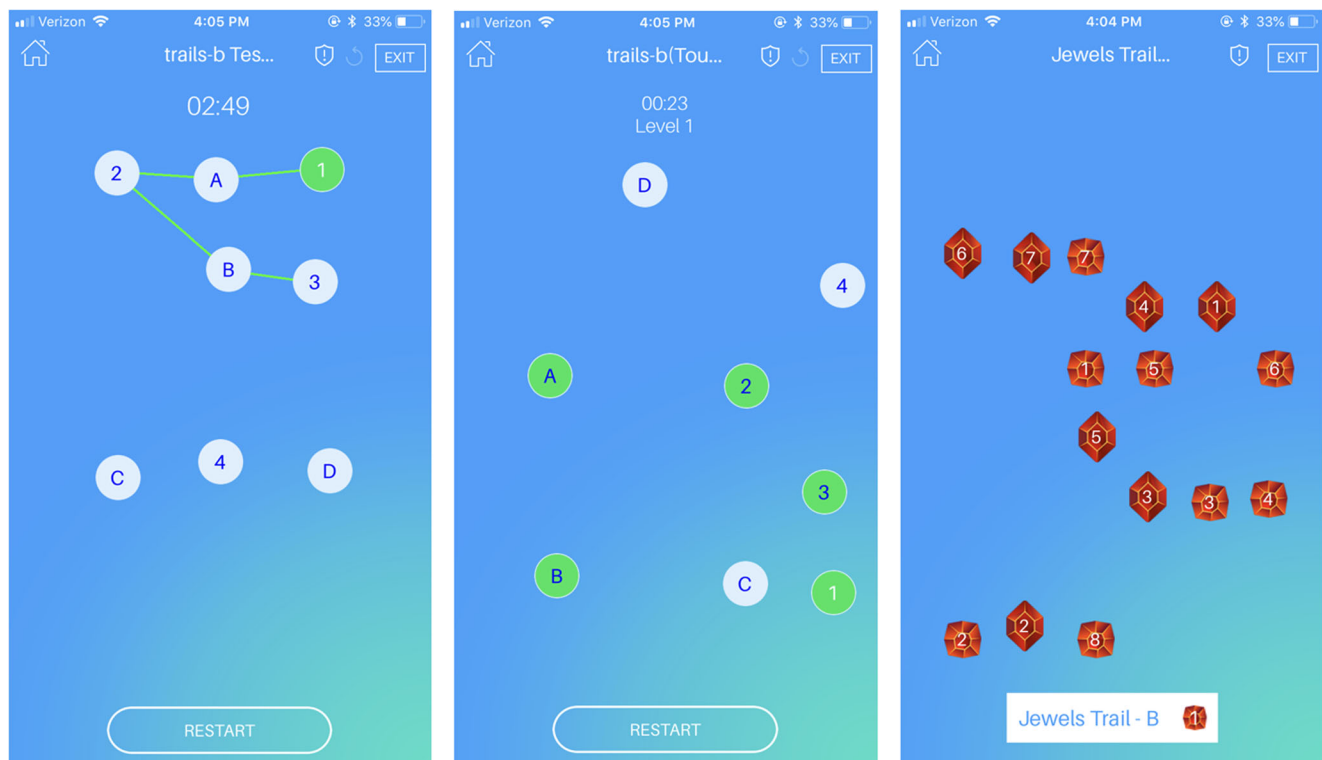 Verizon 4:05 PM 33%
trails-b Tes... EXIT
02:49
2 A 1
B 3
C 4 D
RESTART
Verizon 4:05 PM 33%
trails-b(Tou... EXIT
00:23
Level 1
D
4
A 2
3
B C 1
RESTART
Verizon 4:04 PM 33%
Jewels Trail... EXIT
6 7 7
4 1
1 5 6
5
3 3 4
2 2 8
Jewels Trail - B 1